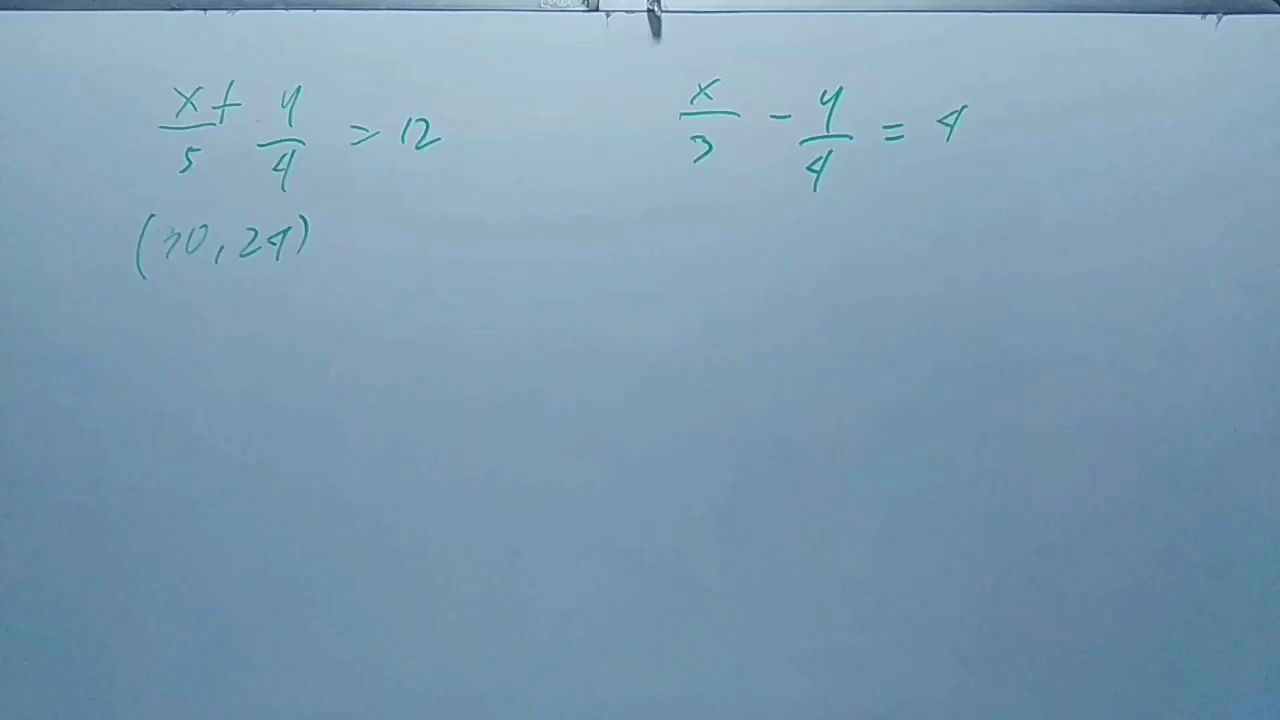 x/5 + y/4 = 12
x/3 - y/4 = 4
(30, 24)